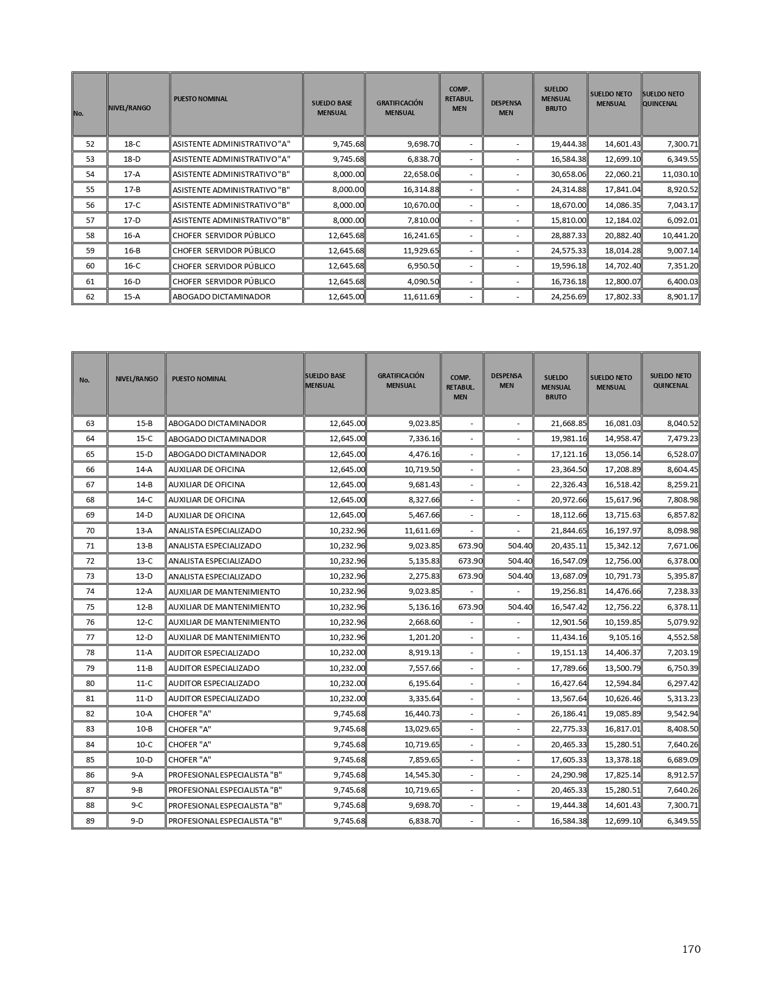 No. NIVEL/RANGO PUESTO NOMINAL SUELDO BASE MENSUAL GRATIFICACIÓN MENSUAL COMP. RETABUL. MEN DESPENSA MEN SUELDO MENSUAL BRUTO SUELDO NETO MENSUAL SUELDO NETO QUINCENAL
52 18-C ASISTENTE ADMINISTRATIVO "A" 9,745.68 9,698.70 - - 19,444.38 14,601.43 7,300.71
53 18-D ASISTENTE ADMINISTRATIVO "A" 9,745.68 6,838.70 - - 16,584.38 12,699.10 6,349.55
54 17-A ASISTENTE ADMINISTRATIVO "B" 8,000.00 22,658.06 - - 30,658.06 22,060.21 11,030.10
55 17-B ASISTENTE ADMINISTRATIVO "B" 8,000.00 16,314.88 - - 24,314.88 17,841.04 8,920.52
56 17-C ASISTENTE ADMINISTRATIVO "B" 8,000.00 10,670.00 - - 18,670.00 14,086.35 7,043.17
57 17-D ASISTENTE ADMINISTRATIVO "B" 8,000.00 7,810.00 - - 15,810.00 12,184.02 6,092.01
58 16-A CHOFER SERVIDOR PÚBLICO 12,645.68 16,241.65 - - 28,887.33 20,882.40 10,441.20
59 16-B CHOFER SERVIDOR PÚBLICO 12,645.68 11,929.65 - - 24,575.33 18,014.28 9,007.14
60 16-C CHOFER SERVIDOR PÚBLICO 12,645.68 6,950.50 - - 19,596.18 14,702.40 7,351.20
61 16-D CHOFER SERVIDOR PÚBLICO 12,645.68 4,090.50 - - 16,736.18 12,800.07 6,400.03
62 15-A ABOGADO DICTAMINADOR 12,645.00 11,611.69 - - 24,256.69 17,802.33 8,901.17
No. NIVEL/RANGO PUESTO NOMINAL SUELDO BASE MENSUAL GRATIFICACIÓN MENSUAL COMP. RETABUL. MEN DESPENSA MEN SUELDO MENSUAL BRUTO SUELDO NETO MENSUAL SUELDO NETO QUINCENAL
63 15-B ABOGADO DICTAMINADOR 12,645.00 9,023.85 - - 21,668.85 16,081.03 8,040.52
64 15-C ABOGADO DICTAMINADOR 12,645.00 7,336.16 - - 19,981.16 14,958.47 7,479.23
65 15-D ABOGADO DICTAMINADOR 12,645.00 4,476.16 - - 17,121.16 13,056.14 6,528.07
66 14-A AUXILIAR DE OFICINA 12,645.00 10,719.50 - - 23,364.50 17,208.89 8,604.45
67 14-B AUXILIAR DE OFICINA 12,645.00 9,681.43 - - 22,326.43 16,518.42 8,259.21
68 14-C AUXILIAR DE OFICINA 12,645.00 8,327.66 - - 20,972.66 15,617.96 7,808.98
69 14-D AUXILIAR DE OFICINA 12,645.00 5,467.66 - - 18,112.66 13,715.63 6,857.82
70 13-A ANALISTA ESPECIALIZADO 10,232.96 11,611.69 - - 21,844.65 16,197.97 8,098.98
71 13-B ANALISTA ESPECIALIZADO 10,232.96 9,023.85 673.90 504.40 20,435.11 15,342.12 7,671.06
72 13-C ANALISTA ESPECIALIZADO 10,232.96 5,135.83 673.90 504.40 16,547.09 12,756.00 6,378.00
73 13-D ANALISTA ESPECIALIZADO 10,232.96 2,275.83 673.90 504.40 13,687.09 10,791.73 5,395.87
74 12-A AUXILIAR DE MANTENIMIENTO 10,232.96 9,023.85 - - 19,256.81 14,476.66 7,238.33
75 12-B AUXILIAR DE MANTENIMIENTO 10,232.96 5,136.16 673.90 504.40 16,547.42 12,756.22 6,378.11
76 12-C AUXILIAR DE MANTENIMIENTO 10,232.96 2,668.60 - - 12,901.56 10,159.85 5,079.92
77 12-D AUXILIAR DE MANTENIMIENTO 10,232.96 1,201.20 - - 11,434.16 9,105.16 4,552.58
78 11-A AUDITOR ESPECIALIZADO 10,232.00 8,919.13 - - 19,151.13 14,406.37 7,203.19
79 11-B AUDITOR ESPECIALIZADO 10,232.00 7,557.66 - - 17,789.66 13,500.79 6,750.39
80 11-C AUDITOR ESPECIALIZADO 10,232.00 6,195.64 - - 16,427.64 12,594.84 6,297.42
81 11-D AUDITOR ESPECIALIZADO 10,232.00 3,335.64 - - 13,567.64 10,626.46 5,313.23
82 10-A CHOFER "A" 9,745.68 16,440.73 - - 26,186.41 19,085.89 9,542.94
83 10-B CHOFER "A" 9,745.68 13,029.65 - - 22,775.33 16,817.01 8,408.50
84 10-C CHOFER "A" 9,745.68 10,719.65 - - 20,465.33 15,280.51 7,640.26
85 10-D CHOFER "A" 9,745.68 7,859.65 - - 17,605.33 13,378.18 6,689.09
86 9-A PROFESIONAL ESPECIALISTA "B" 9,745.68 14,545.30 - - 24,290.98 17,825.14 8,912.57
87 9-B PROFESIONAL ESPECIALISTA "B" 9,745.68 10,719.65 - - 20,465.33 15,280.51 7,640.26
88 9-C PROFESIONAL ESPECIALISTA "B" 9,745.68 9,698.70 - - 19,444.38 14,601.43 7,300.71
89 9-D PROFESIONAL ESPECIALISTA "B" 9,745.68 6,838.70 - - 16,584.38 12,699.10 6,349.55
170